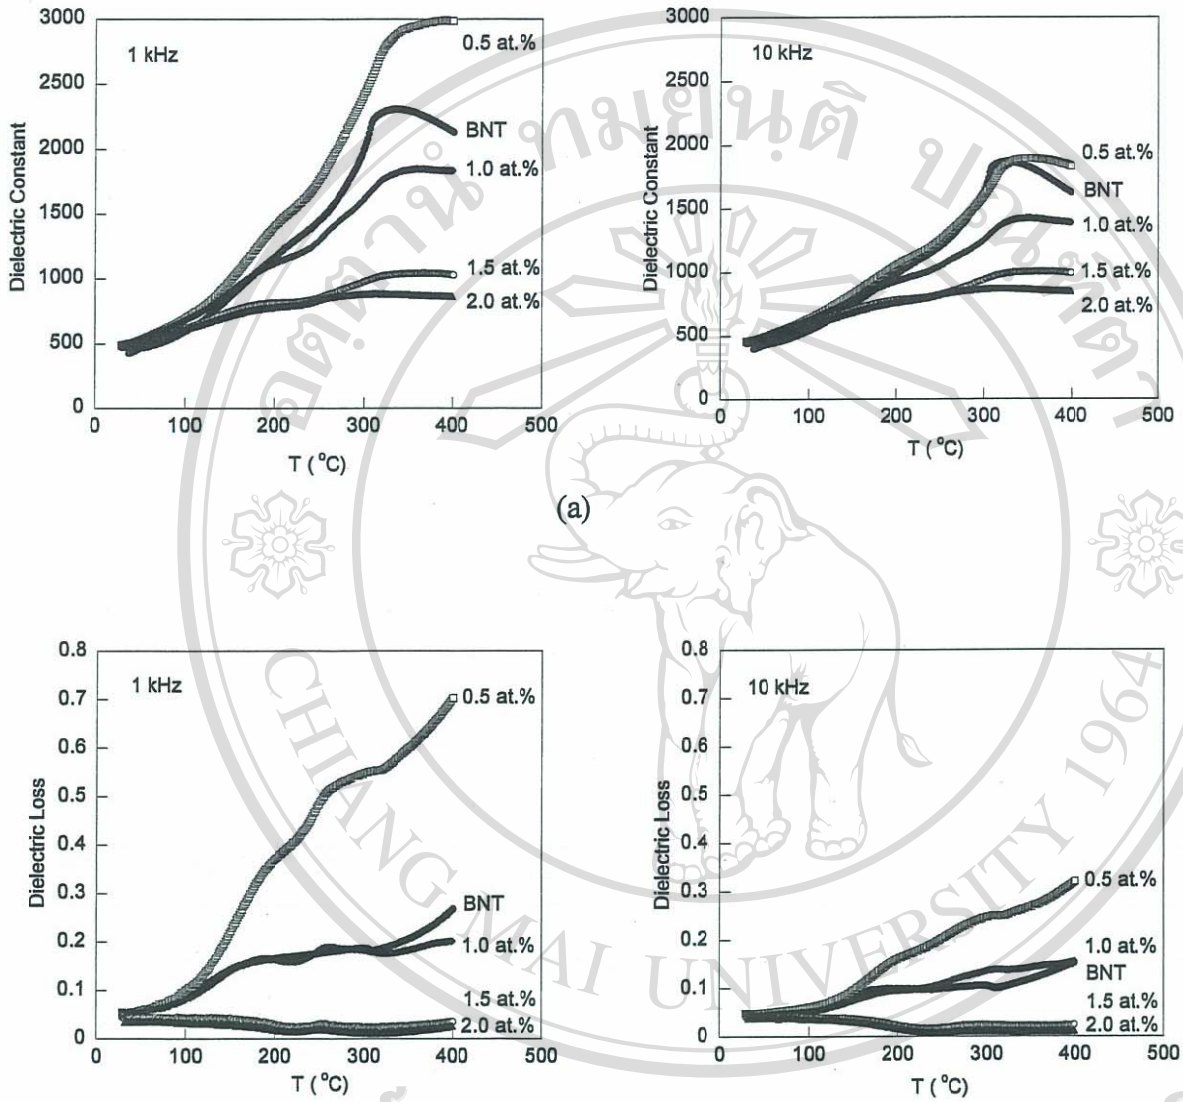 3000
2500
2000
1500
1000
500
0
Dielectric Constant
1 kHz
0.5 at.%
BNT
1.0 at.%
1.5 at.%
2.0 at.%
0 100 200 300 400 500
T (°C)
3000
2500
2000
1500
1000
500
0
Dielectric Constant
10 kHz
0.5 at.%
BNT
1.0 at.%
1.5 at.%
2.0 at.%
0 100 200 300 400 500
T (°C)
(a)
0.8
0.7
0.6
0.5
0.4
0.3
0.2
0.1
0
Dielectric Loss
1 kHz
0.5 at.%
BNT
1.0 at.%
1.5 at.%
2.0 at.%
0 100 200 300 400 500
T (°C)
0.8
0.7
0.6
0.5
0.4
0.3
0.2
0.1
0
Dielectric Loss
10 kHz
0.5 at.%
1.0 at.%
BNT
1.5 at.%
2.0 at.%
0 100 200 300 400 500
T (°C)
CHIANG MAI UNIVERSITY 1964